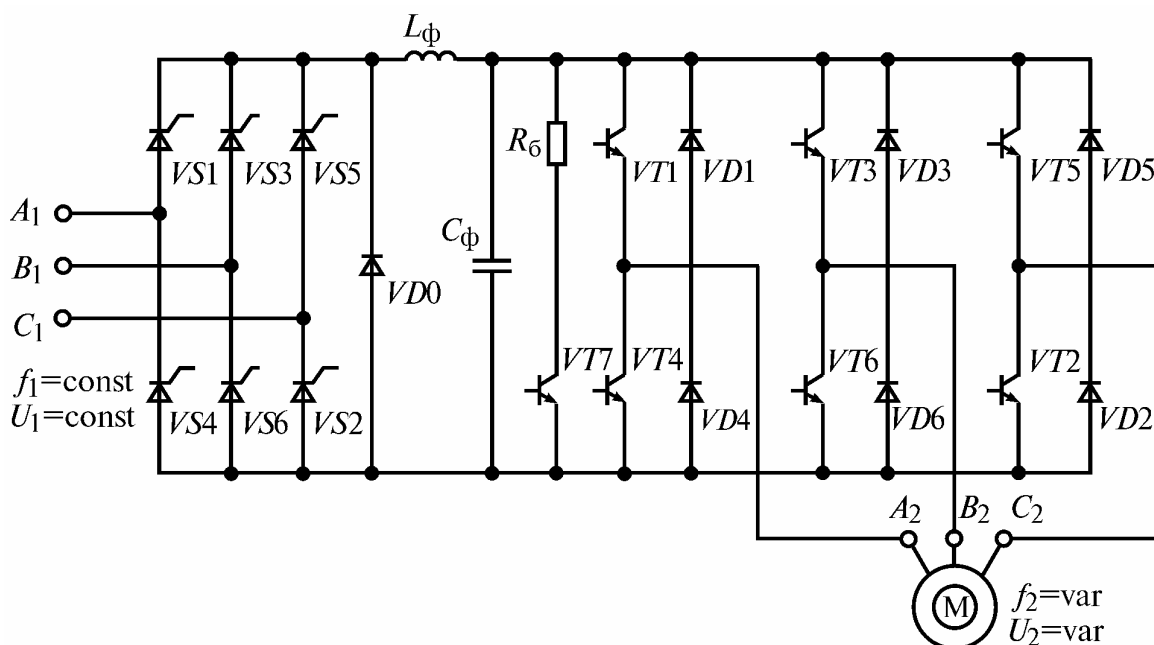 Lф
VS1
VS3
VS5
Rб
VT1
VD1
VT3
VD3
VT5
VD5
A1
B1
C1
Cф
VD0
f1=const
U1=const
VS4
VS6
VS2
VT7
VT4
VD4
VT6
VD6
VT2
VD2
A2
B2
C2
M
f2=var
U2=var